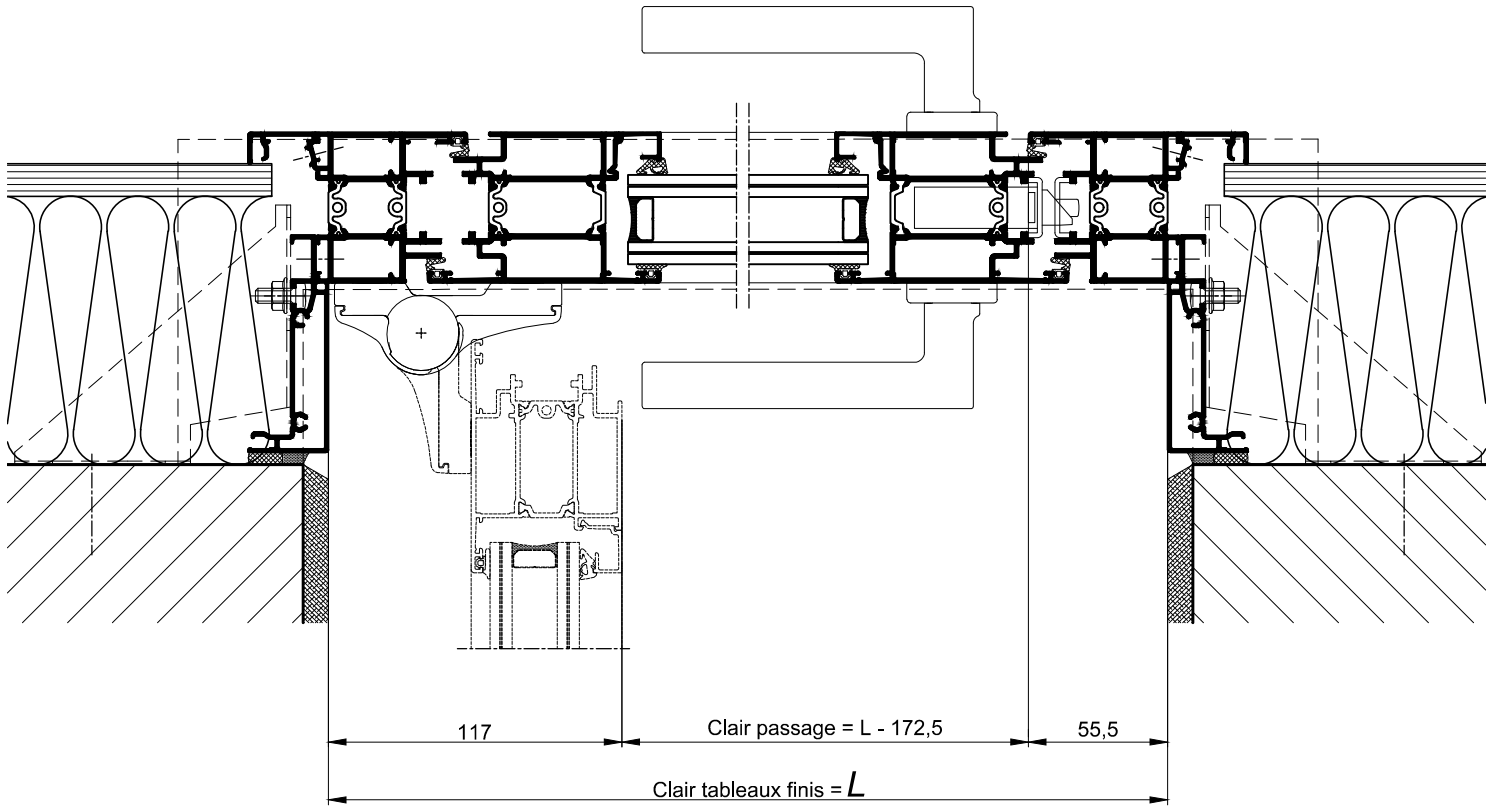 117
Clair passage = L - 172,5
55,5
Clair tableaux finis = L